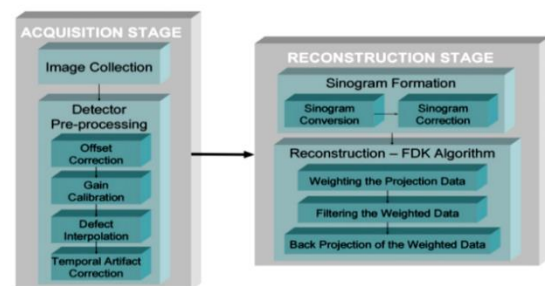 ACQUISITION STAGE
Image Collection
Detector
Pre-processing
Offset
Correction
Gain
Calibration
Defect
Interpolation
Temporal Artifact
Correction
RECONSTRUCTION STAGE
Sinogram Formation
Sinogram
Conversion
Sinogram
Correction
Reconstruction – FDK Algorithm
Weighting the Projection Data
Filtering the Weighted Data
Back Projection of the Weighted Data